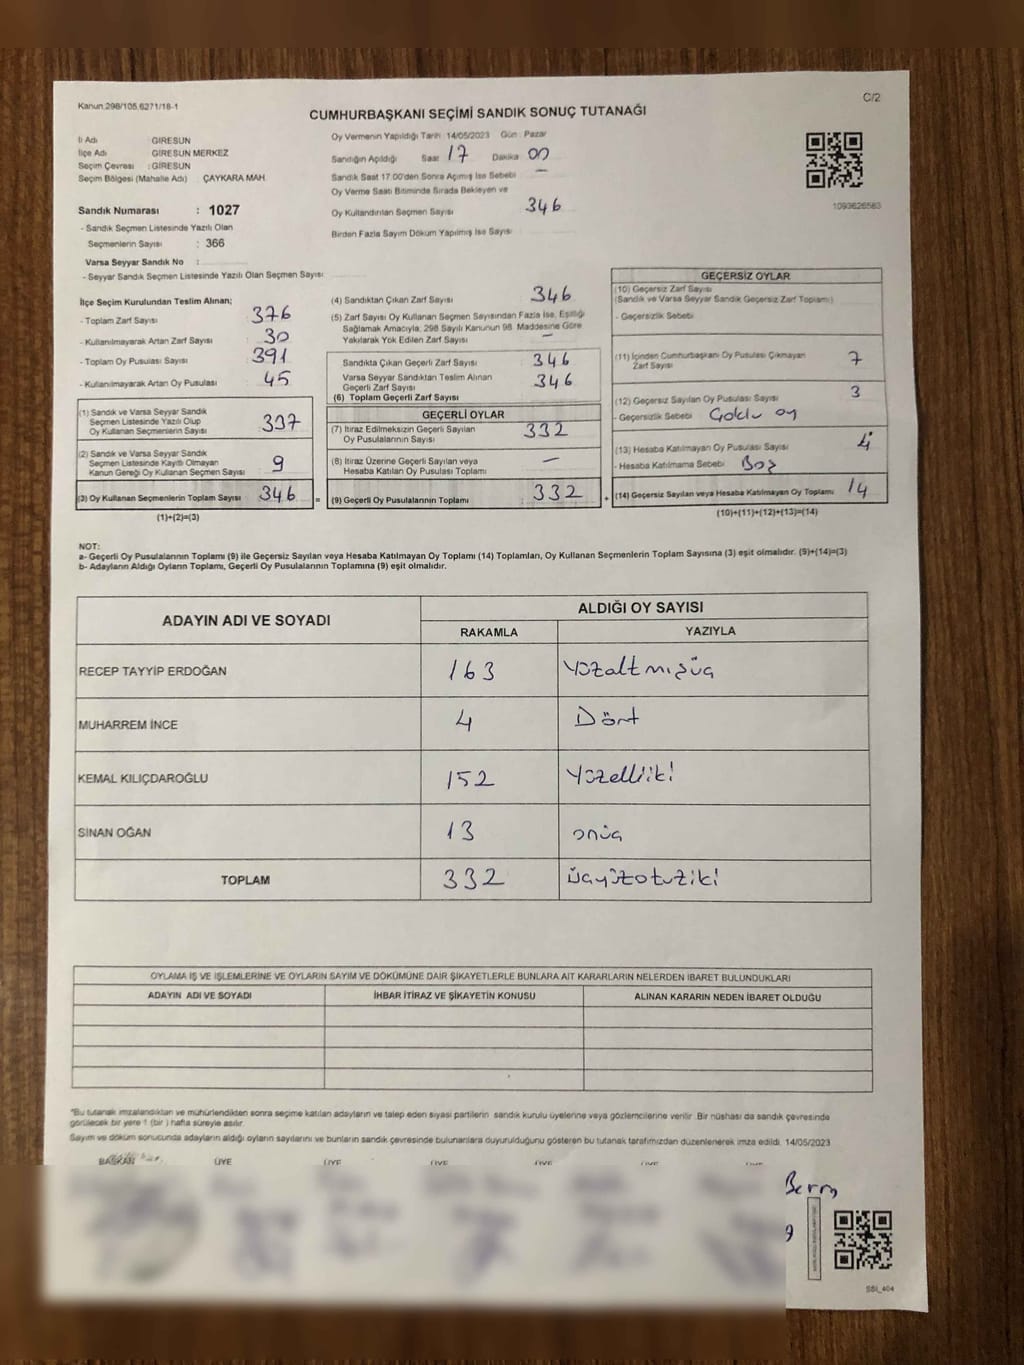 Kanun,298/105,6271/18-1
C/2
CUMHURBAŞKANI SEÇİMİ SANDIK SONUÇ TUTANAĞI
İl Adı GİRESUN
İlçe Adı GİRESUN MERKEZ
Seçim Çevresi : GİRESUN
Seçim Bölgesi (Mahalle Adı) ÇAYKARA MAH.
Sandık Numarası : 1027
- Sandık Seçmen Listesinde Yazılı Olan
Seçmenlerin Sayısı : 366
Varsa Seyyar Sandık No :
- Seyyar Sandık Seçmen Listesinde Yazılı Olan Seçmen Sayısı
Oy Vermenin Yapıldığı Tarih : 14/05/2023 Gün : Pazar
Sandığın Açıldığı Saat 17 Dakika 00
Sandık Saat 17.00'den Sonra Açımış İse Sebebi —
Oy Verme Saati Bitiminde Sırada Bekleyen ve
Oy Kullandırılan Seçmen Sayısı 346
Birden Fazla Sayım Döküm Yapılmış İse Sayısı
1093626583
İlçe Seçim Kurulundan Teslim Alınan;
- Toplam Zarf Sayısı 376
- Kullanılmayarak Artan Zarf Sayısı 30
- Toplam Oy Pusulası Sayısı 391
- Kullanılmayarak Artan Oy Pusulası 45
(1) Sandık ve Varsa Seyyar Sandık
Seçmen Listesinde Yazılı Olup
Oy Kullanan Seçmenlerin Sayısı 337
(2) Sandık ve Varsa Seyyar Sandık
Seçmen Listesinde Kayıtlı Olmayan
Kanun Gereği Oy Kullanan Seçmen Sayısı 9
(3) Oy Kullanan Seçmenlerin Toplam Sayısı 346 =
(1)+(2)=(3)
(4) Sandıktan Çıkan Zarf Sayısı 346
(5) Zarf Sayısı Oy Kullanan Seçmen Sayısından Fazla İse, Eşitliği
Sağlamak Amacıyla, 298 Sayılı Kanunun 98. Maddesine Göre
Yakılarak Yok Edilen Zarf Sayısı —
Sandıkta Çıkan Geçerli Zarf Sayısı 346
Varsa Seyyar Sandıktan Teslim Alınan
Geçerli Zarf Sayısı 346
(6) Toplam Geçerli Zarf Sayısı
GEÇERLİ OYLAR
(7) İtiraz Edilmeksizin Geçerli Sayılan
Oy Pusulalarının Sayısı 332
(8) İtiraz Üzerine Geçerli Sayılan veya
Hesaba Katılan Oy Pusulası Toplamı —
(9) Geçerli Oy Pusulalarının Toplamı : 332 +
GEÇERSİZ OYLAR
(10) Geçersiz Zarf Sayısı
(Sandık ve Varsa Seyyar Sandık Geçersiz Zarf Toplamı)
- Geçersizlik Sebebi
(11) İçinden Cumhurbaşkanı Oy Pusulası Çıkmayan
Zarf Sayısı 7
(12) Geçersiz Sayılan Oy Pusulası Sayısı 3
- Geçersizlik Sebebi Çoklu oy
(13) Hesaba Katılmayan Oy Pusulası Sayısı 4
- Hesaba Katılmama Sebebi Boş
(14) Geçersiz Sayılan veya Hesaba Katılmayan Oy Toplamı 14
(10)+(11)+(12)+(13)=(14)
NOT:
a- Geçerli Oy Pusulalarının Toplamı (9) ile Geçersiz Sayılan veya Hesaba Katılmayan Oy Toplamı (14) Toplamları, Oy Kullanan Seçmenlerin Toplam Sayısına (3) eşit olmalıdır. (9)+(14)=(3)
b- Adayların Aldığı Oyların Toplamı, Geçerli Oy Pusulalarının Toplamına (9) eşit olmalıdır.
ADAYIN ADI VE SOYADI
ALDIĞI OY SAYISI
RAKAMLA YAZIYLA
RECEP TAYYİP ERDOĞAN 163 Yüzaltmışüç
MUHARREM İNCE 4 Dört
KEMAL KILIÇDAROĞLU 152 Yüzelliiki
SİNAN OĞAN 13 onüç
TOPLAM 332 üçyüzotuziki
OYLAMA İŞ VE İŞLEMLERİNE VE OYLARIN SAYIM VE DÖKÜMÜNE DAİR ŞİKAYETLERLE BUNLARA AİT KARARLARIN NELERDEN İBARET BULUNDUKLARI
ADAYIN ADI VE SOYADI İHBAR İTİRAZ VE ŞİKAYETİN KONUSU ALINAN KARARIN NEDEN İBARET OLDUĞU
*Bu tutanak imzalandıktan ve mühürlendikten sonra seçime katılan adayların ve talep eden siyasi partilerin sandık kurulu üyelerine veya gözlemcilerine verilir. Bir nüshası da sandık çevresinde
görülecek bir yere 1 (bir ) hafta süreyle asılır.
Sayım ve döküm sonucunda adayların aldığı oyların sayılarını ve bunların sandık çevresinde bulunanlara duyurulduğunu gösteren bu tutanak tarafımızdan düzenlenerek imza edildi. 14/05/2023
BAŞKAN ÜYE ÜYE ÜYE ÜYE ÜYE
SBİ_404